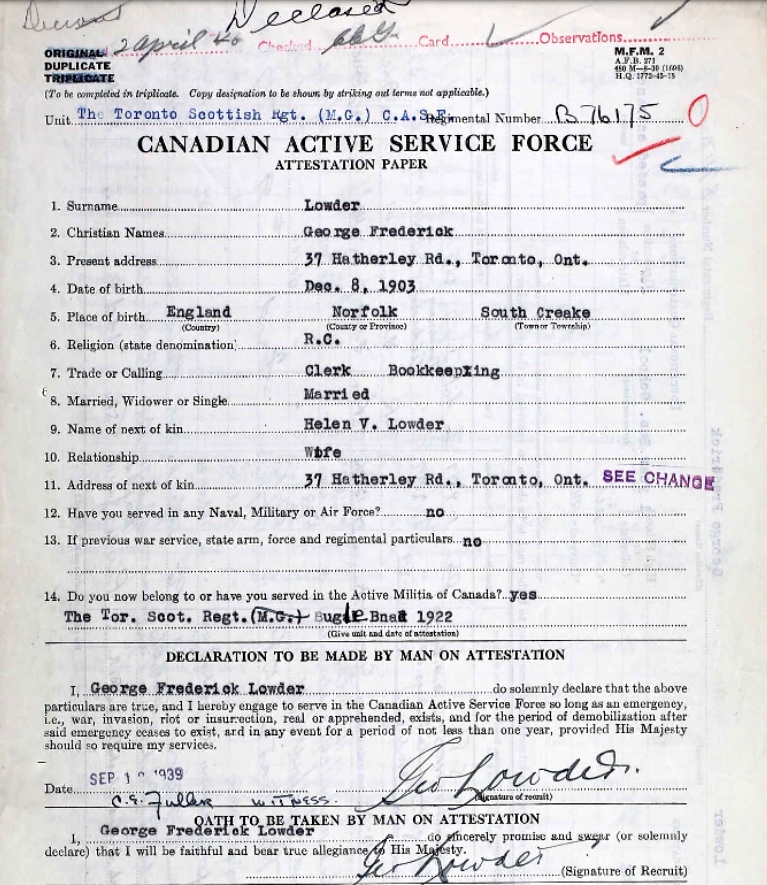 Deceased
2 april 40 Checked Card Observations
ORIGINAL
DUPLICATE
TRIPLICATE
M.F.M. 2
A.F.B. 271
480 M—8-39 (1696)
H.Q. 1772-45-15
(To be completed in triplicate. Copy designation to be shown by striking out terms not applicable.)
Unit The Toronto Scottish Rgt. (M.G.) C.A.S.F. Regimental Number B 76175
CANADIAN ACTIVE SERVICE FORCE
ATTESTATION PAPER
1. Surname Lowder
2. Christian Names George Frederick
3. Present address 37 Hatherley Rd., Toronto, Ont.
4. Date of birth Dec. 8, 1903
5. Place of birth England Norfolk South Creake
(Country) (County or Province) (Town or Township)
6. Religion (state denomination) R.C.
7. Trade or Calling Clerk Bookkeeping
8. Married, Widower or Single Married
9. Name of next of kin Helen V. Lowder
10. Relationship Wife
11. Address of next of kin 37 Hatherley Rd., Toronto, Ont. SEE CHANGE
12. Have you served in any Naval, Military or Air Force? no
13. If previous war service, state arm, force and regimental particulars no
14. Do you now belong to or have you served in the Active Militia of Canada? yes
The Tor. Scot. Regt. (M.G.) Bugle Bnad 1922
(Give unit and date of attestation)
DECLARATION TO BE MADE BY MAN ON ATTESTATION
I, George Frederick Lowder do solemnly declare that the above
particulars are true, and I hereby engage to serve in the Canadian Active Service Force so long as an emergency,
i.e., war, invasion, riot or insurrection, real or apprehended, exists, and for the period of demobilization after
said emergency ceases to exist, and in any event for a period of not less than one year, provided His Majesty
should so require my services.
Date SEP 1 1939 Geo Lowder.
C.E. Fuller WITNESS. (Signature of recruit)
OATH TO BE TAKEN BY MAN ON ATTESTATION
I, George Frederick Lowder do sincerely promise and swear (or solemnly
declare) that I will be faithful and bear true allegiance to His Majesty.
Geo Lowder (Signature of Recruit)